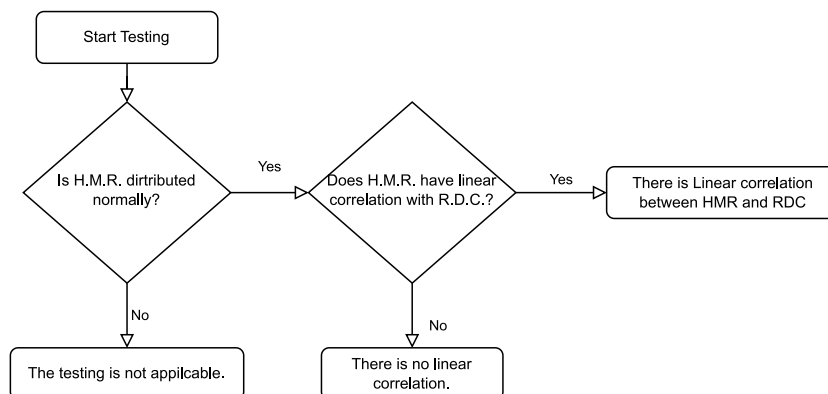 Start Testing
Is H.M.R. dirtributed
normally?
Yes
Does H.M.R. have linear
correlation with R.D.C.?
Yes
There is Linear correlation
between HMR and RDC
No
The testing is not appilcable.
No
There is no linear
correlation.